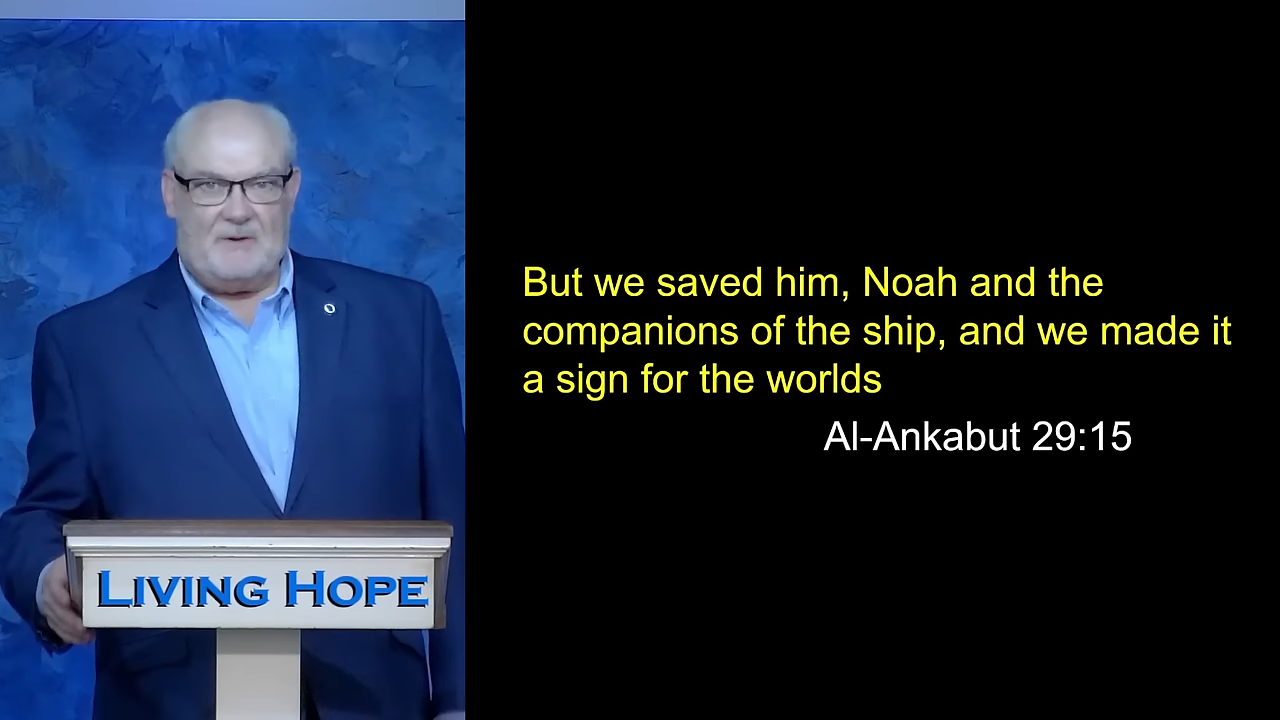 But we saved him, Noah and the
companions of the ship, and we made it
a sign for the worlds
Al-Ankabut 29:15
LIVING HOPE